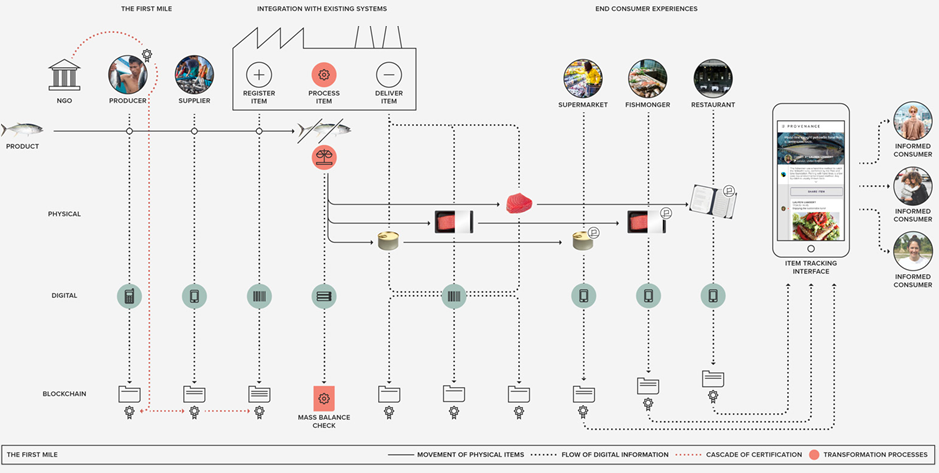 THE FIRST MILE
INTEGRATION WITH EXISTING SYSTEMS
END CONSUMER EXPERIENCES
NGO
PRODUCER
SUPPLIER
REGISTER
ITEM
PROCESS
ITEM
DELIVER
ITEM
SUPERMARKET
FISHMONGER
RESTAURANT
PRODUCT
PROVENANCE
INFORMED
CONSUMER
INFORMED
CONSUMER
INFORMED
CONSUMER
PHYSICAL
ITEM TRACKING
INTERFACE
DIGITAL
BLOCKCHAIN
MASS BALANCE
CHECK
THE FIRST MILE
MOVEMENT OF PHYSICAL ITEMS
FLOW OF DIGITAL INFORMATION
CASCADE OF CERTIFICATION
TRANSFORMATION PROCESSES